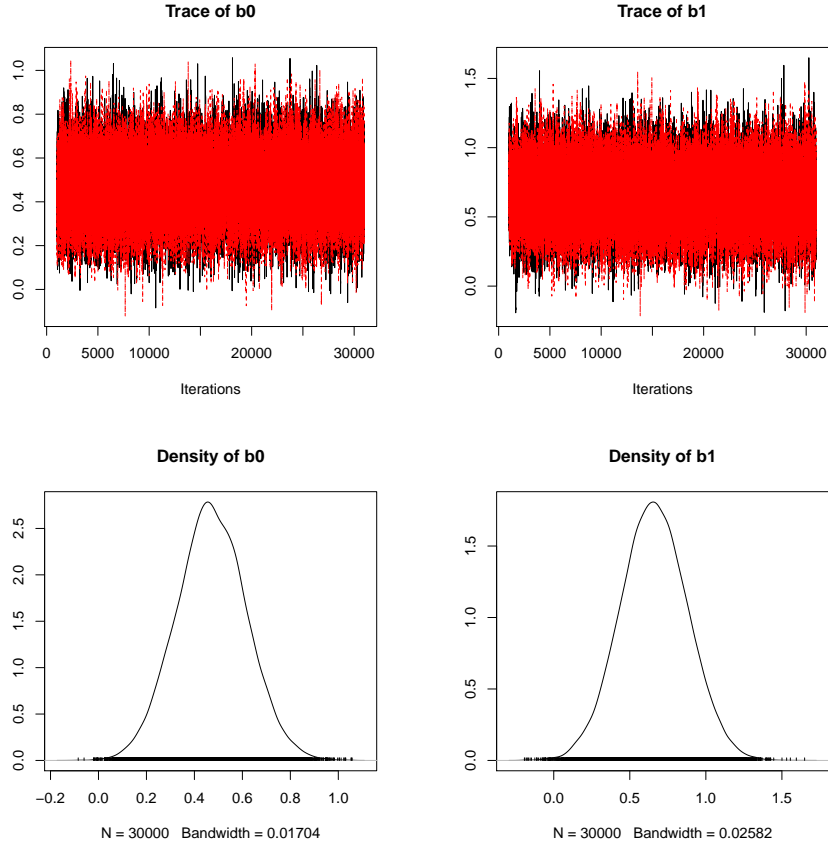 Trace of b0
1.0
0.8
0.6
0.4
0.2
0.0
0 5000 10000 20000 30000
Iterations
Trace of b1
1.5
1.0
0.5
0.0
0 5000 10000 20000 30000
Iterations
Density of b0
2.5
2.0
1.5
1.0
0.5
0.0
−0.2 0.0 0.2 0.4 0.6 0.8 1.0
N = 30000 Bandwidth = 0.01704
Density of b1
1.5
1.0
0.5
0.0
0.0 0.5 1.0 1.5
N = 30000 Bandwidth = 0.02582